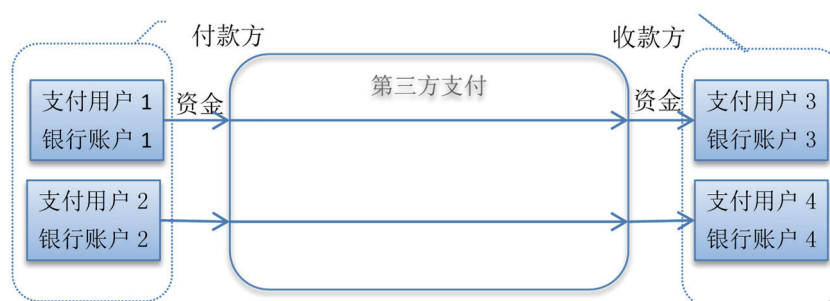 付款方
收款方
第三方支付
支付用户 1
银行账户 1
资金
资金
支付用户 3
银行账户 3
支付用户 2
银行账户 2
支付用户 4
银行账户 4